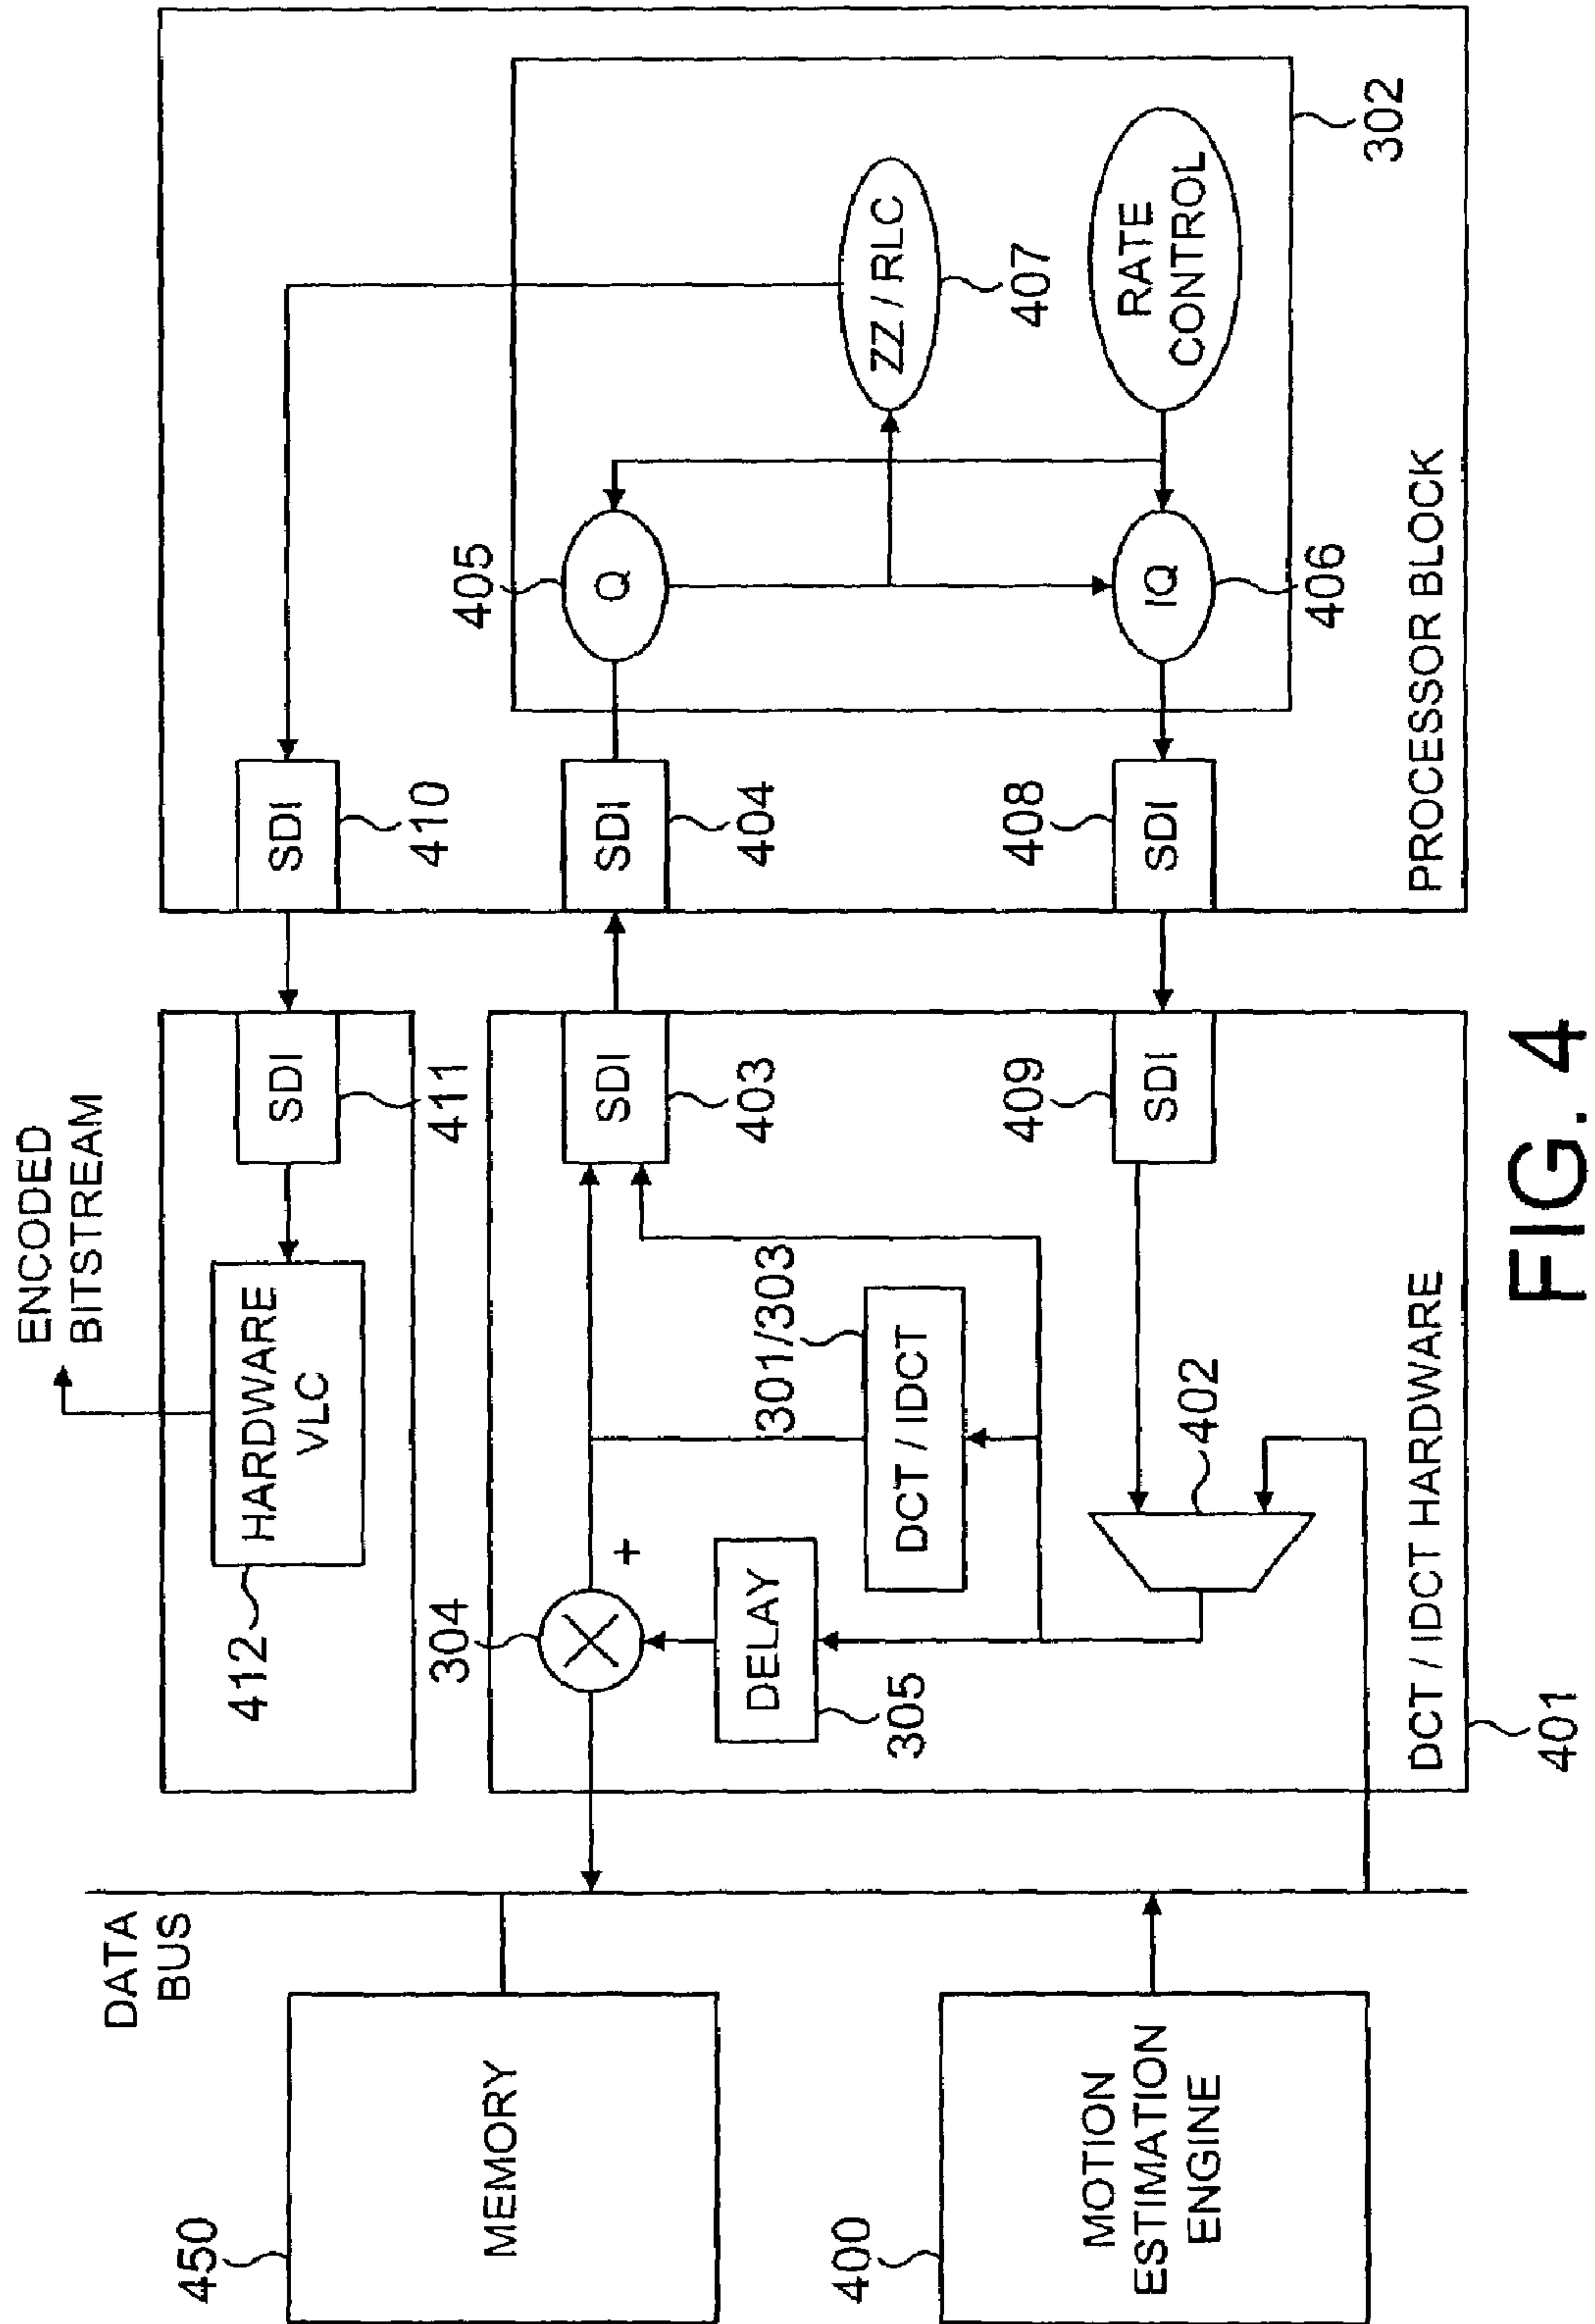 ENCODED
BITSTREAM
DATA
BUS
450
MEMORY
400
MOTION
ESTIMATION
ENGINE
412
HARDWARE
VLC
SDI
411
304
+
DELAY
305
301/303
DCT / IDCT
402
SDI
403
409
SDI
DCT / IDCT HARDWARE
401
SDI
410
SDI
404
408
SDI
405
Q
IQ
406
ZZ / RLC
407
RATE
CONTROL
302
PROCESSOR BLOCK
FIG. 4